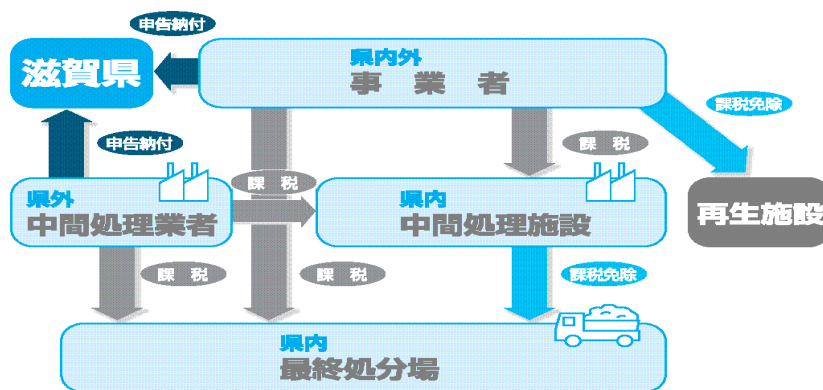 申告納付
滋賀県
県内外
事業者
課税免除
申告納付
課税
課税
県外
中間処理業者
県内
中間処理施設
再生施設
課税
課税
課税免除
県内
最終処分場